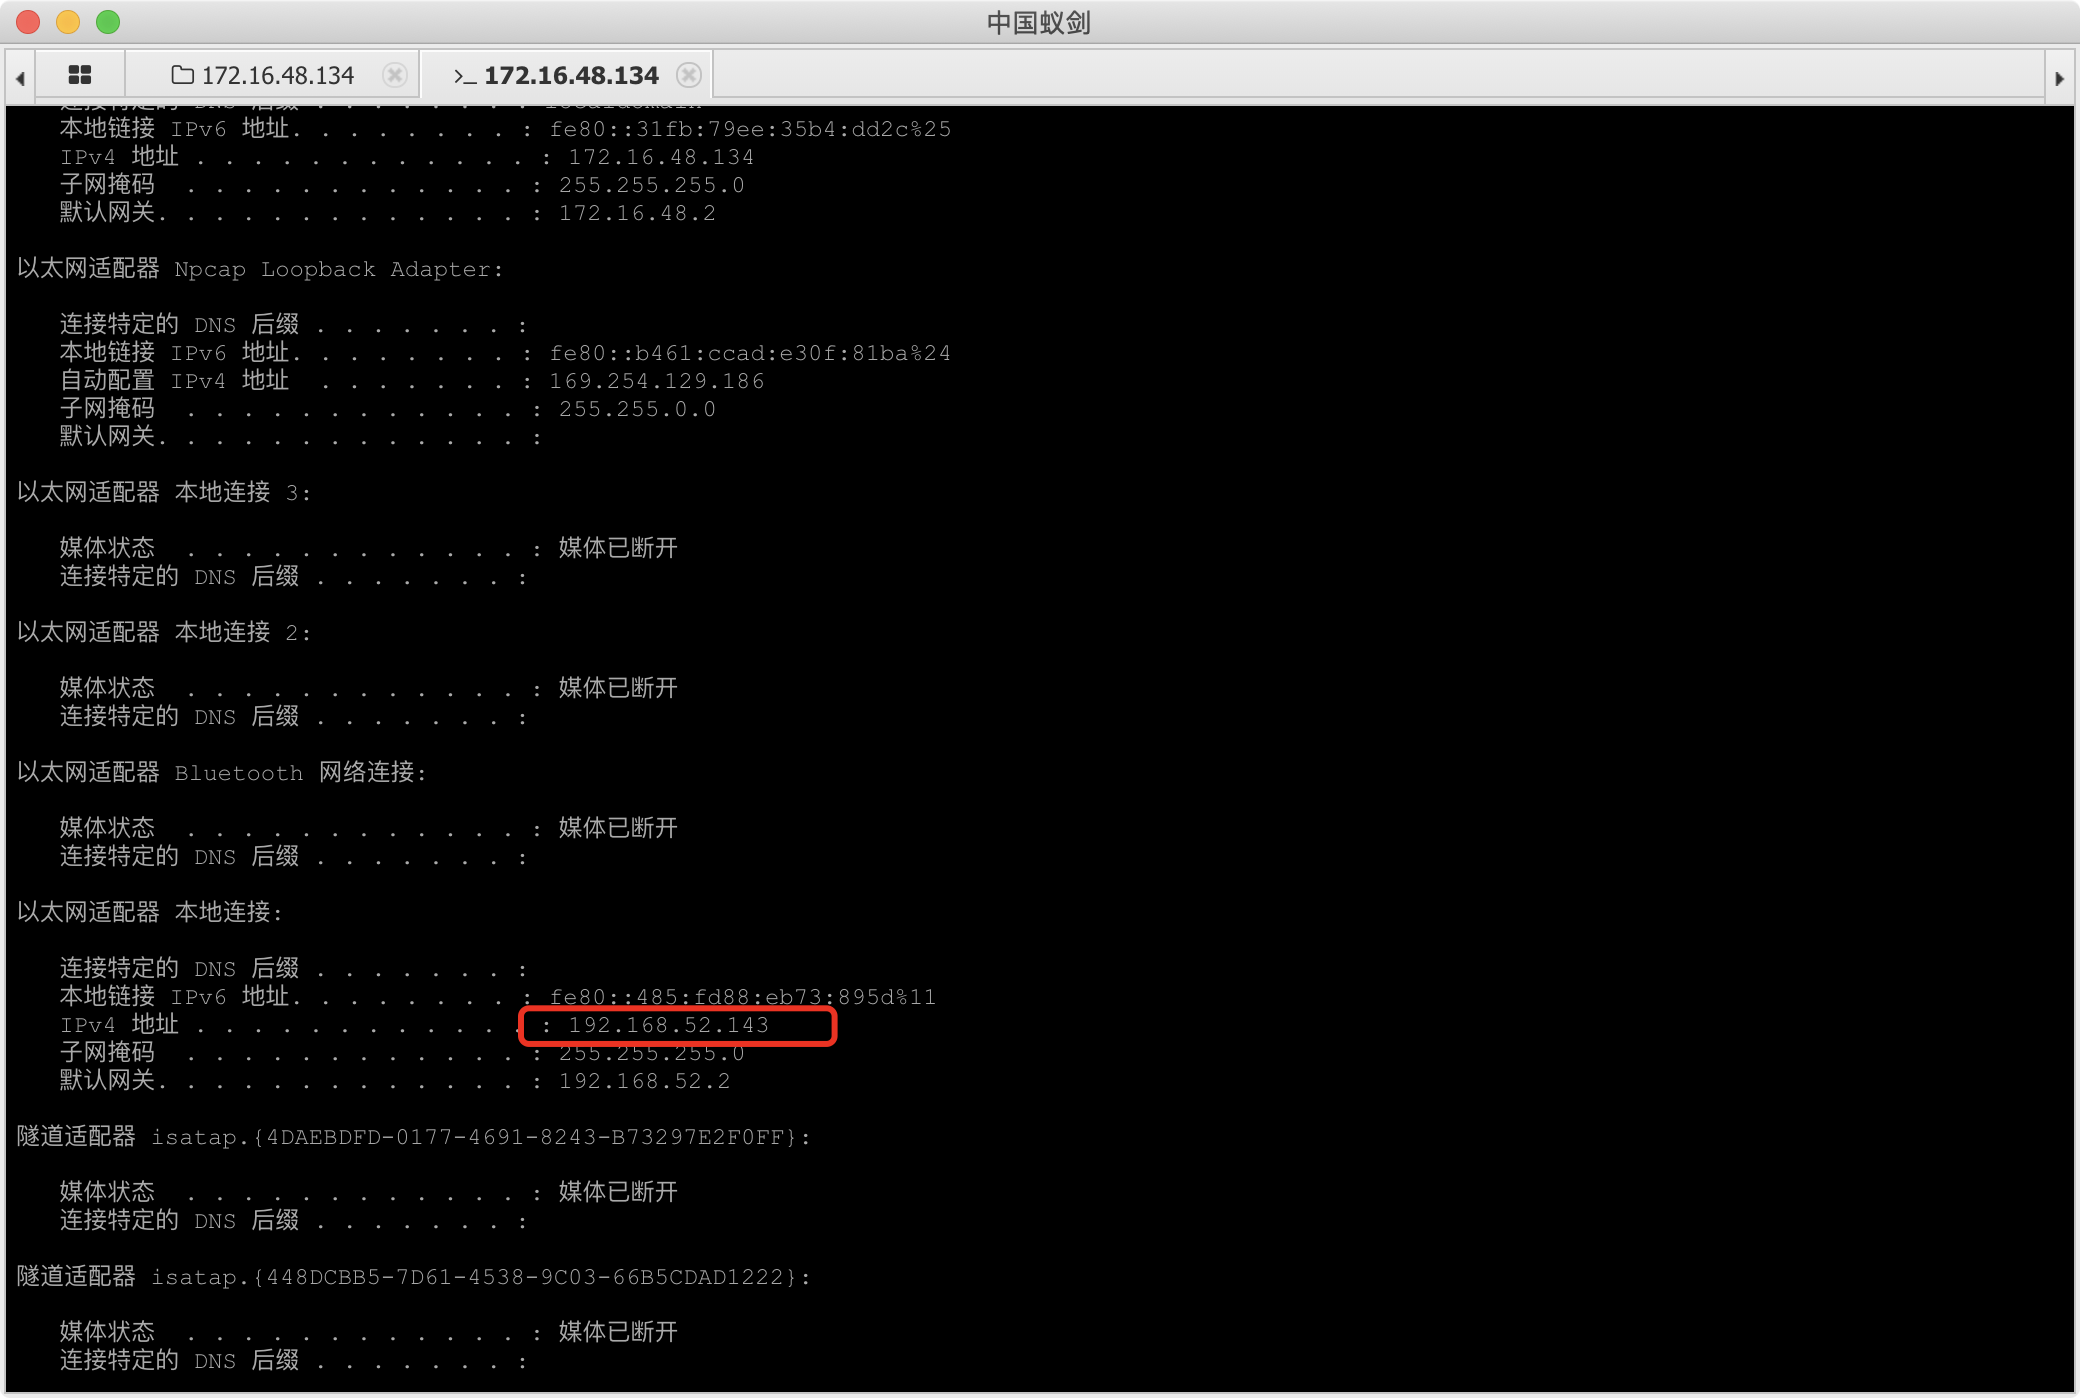 中国蚁剑
172.16.48.134
>_ 172.16.48.134
连接特定的 DNS 后缀 . . . . . . . : localdomain
本地链接 IPv6 地址. . . . . . . . : fe80::31fb:79ee:35b4:dd2c%25
IPv4 地址 . . . . . . . . . . . . : 172.16.48.134
子网掩码  . . . . . . . . . . . . : 255.255.255.0
默认网关. . . . . . . . . . . . . : 172.16.48.2
以太网适配器 Npcap Loopback Adapter:
连接特定的 DNS 后缀 . . . . . . . :
本地链接 IPv6 地址. . . . . . . . : fe80::b461:ccad:e30f:81ba%24
自动配置 IPv4 地址  . . . . . . . : 169.254.129.186
子网掩码  . . . . . . . . . . . . : 255.255.0.0
默认网关. . . . . . . . . . . . . :
以太网适配器 本地连接 3:
媒体状态  . . . . . . . . . . . . : 媒体已断开
连接特定的 DNS 后缀 . . . . . . . :
以太网适配器 本地连接 2:
媒体状态  . . . . . . . . . . . . : 媒体已断开
连接特定的 DNS 后缀 . . . . . . . :
以太网适配器 Bluetooth 网络连接:
媒体状态  . . . . . . . . . . . . : 媒体已断开
连接特定的 DNS 后缀 . . . . . . . :
以太网适配器 本地连接:
连接特定的 DNS 后缀 . . . . . . . :
本地链接 IPv6 地址. . . . . . . . : fe80::485:fd88:eb73:895d%11
IPv4 地址 . . . . . . . . . . . . : 192.168.52.143
子网掩码  . . . . . . . . . . . . : 255.255.255.0
默认网关. . . . . . . . . . . . . : 192.168.52.2
隧道适配器 isatap.{4DAEBDFD-0177-4691-8243-B73297E2F0FF}:
媒体状态  . . . . . . . . . . . . : 媒体已断开
连接特定的 DNS 后缀 . . . . . . . :
隧道适配器 isatap.{448DCBB5-7D61-4538-9C03-66B5CDAD1222}:
媒体状态  . . . . . . . . . . . . : 媒体已断开
连接特定的 DNS 后缀 . . . . . . . :